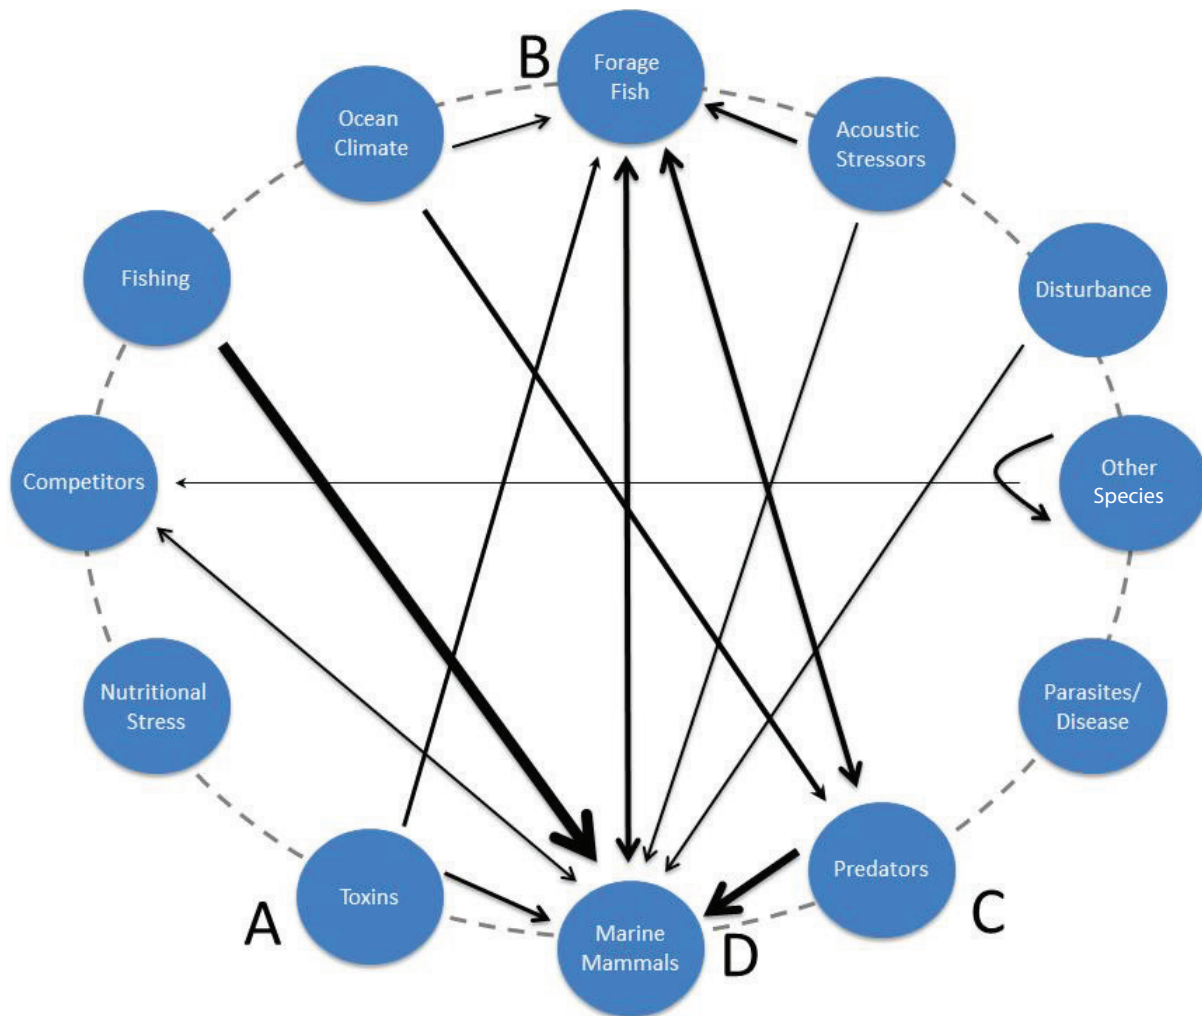 B
Forage
Fish
Ocean
Climate
Acoustic
Stressors
Fishing
Disturbance
Competitors
Other
Species
Nutritional
Stress
Parasites/
Disease
Toxins
A
Predators
C
Marine
Mammals
D